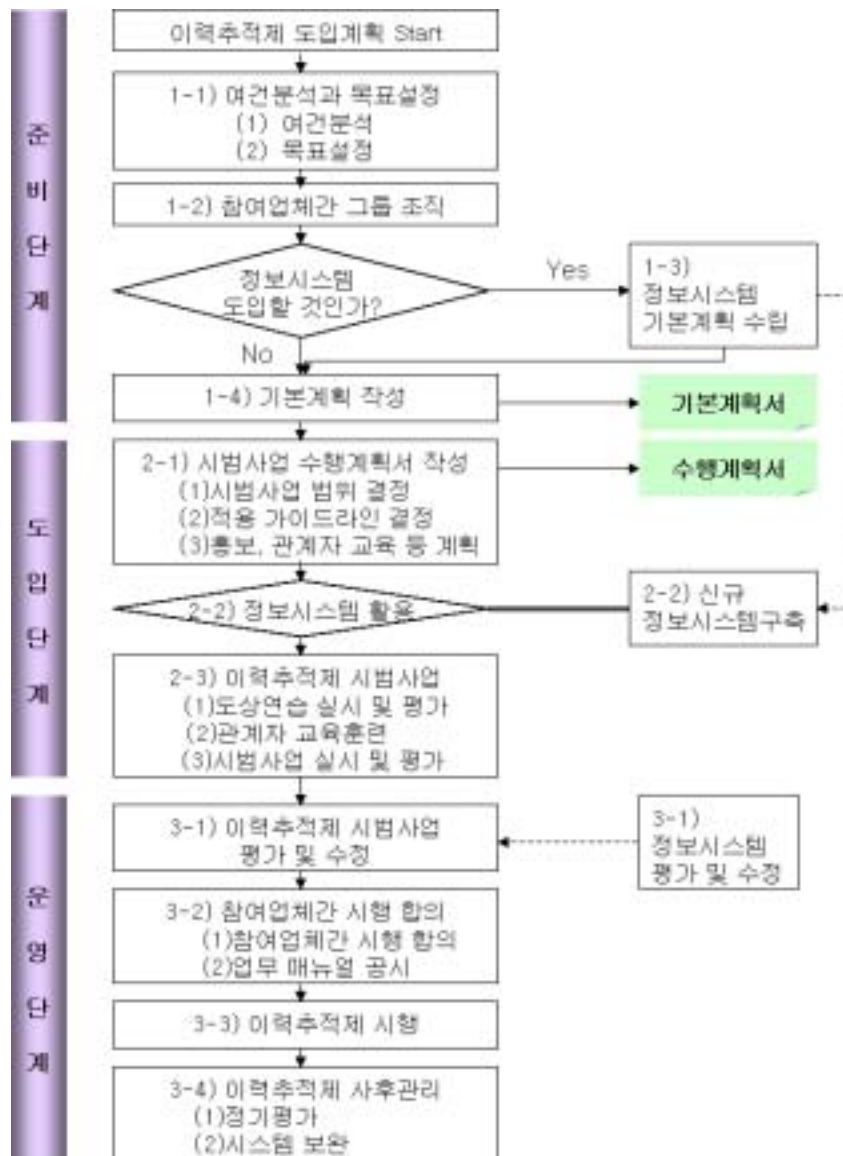 준비단계
이력추적제 도입계획 Start
1-1) 여건분석과 목표설정
(1) 여건분석
(2) 목표설정
1-2) 참여업체간 그룹 조직
정보시스템
도입할 것인가?
Yes
1-3)
정보시스템
기본계획 수립
No
1-4) 기본계획 작성
기본계획서
도입단계
2-1) 시범사업 수행계획서 작성
(1)시범사업 범위 결정
(2)적용 가이드라인 결정
(3)홍보, 관계자 교육 등 계획
수행계획서
2-2) 정보시스템 활용
2-2) 신규
정보시스템구축
2-3) 이력추적제 시범사업
(1)도상연습 실시 및 평가
(2)관계자 교육훈련
(3)시범사업 실시 및 평가
운영단계
3-1) 이력추적제 시범사업
평가 및 수정
3-1)
정보시스템
평가 및 수정
3-2) 참여업체간 시행 합의
(1)참여업체간 시행 합의
(2)업무 매뉴얼 공시
3-3) 이력추적제 시행
3-4) 이력추적제 사후관리
(1)정기평가
(2)시스템 보완